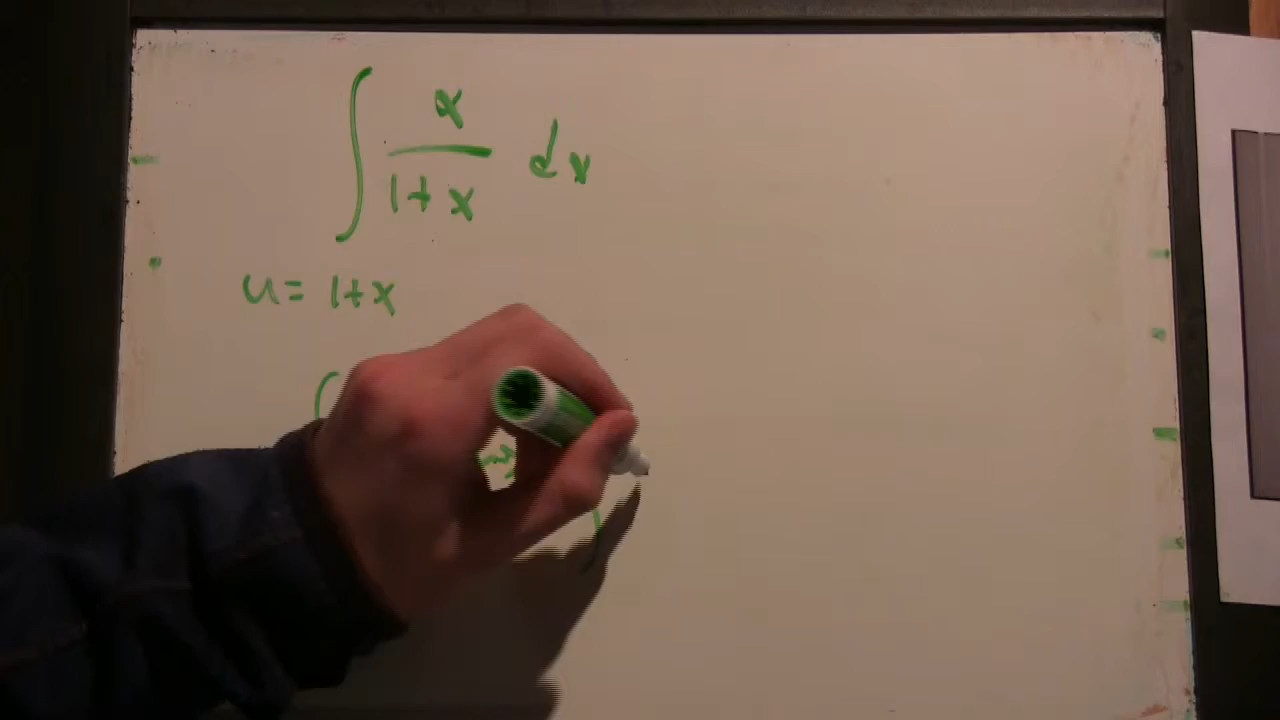 ∫ x/(1+x) dx
u = 1+x